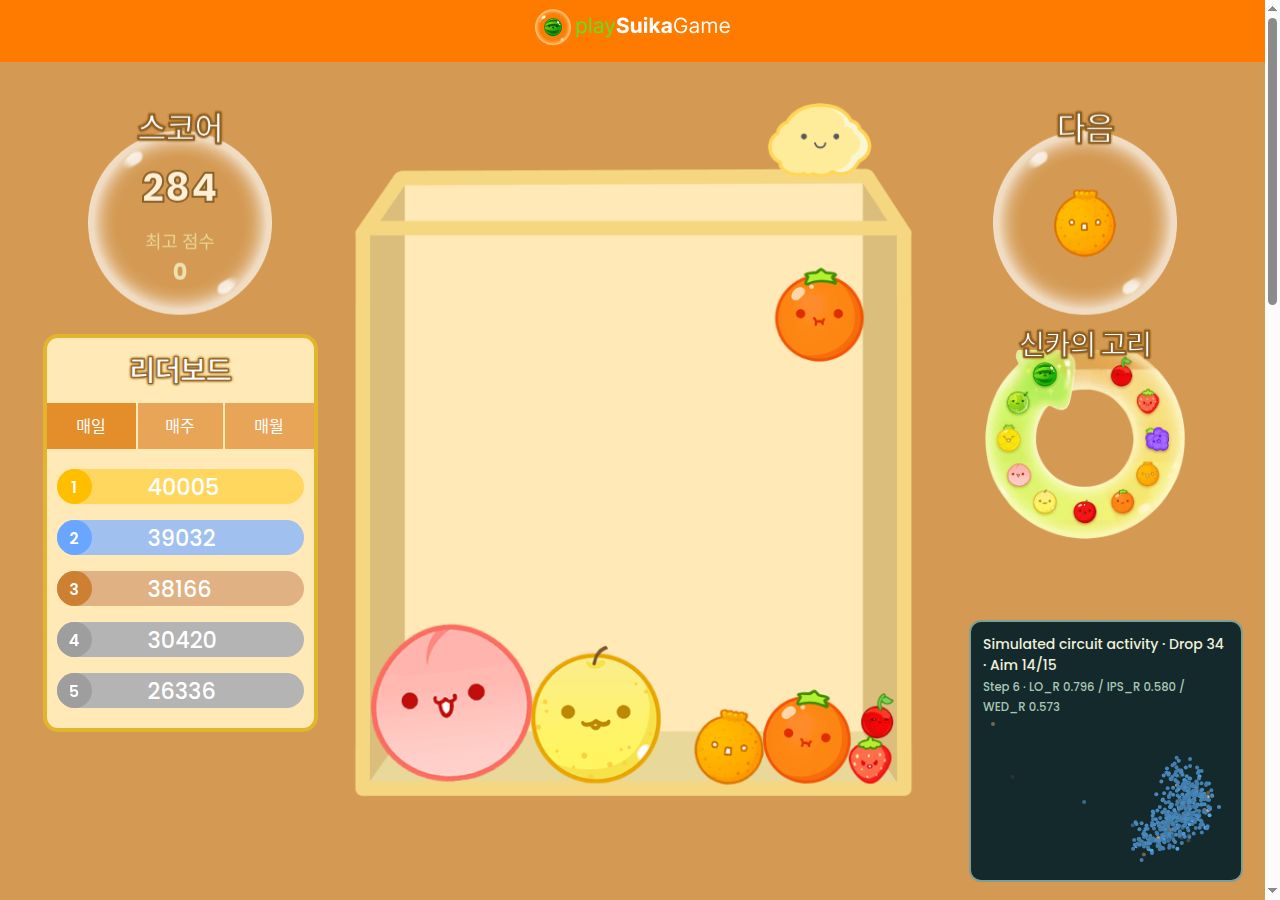 playSuikaGame
스코어
284
최고 점수
0
리더보드
매일 매주 매월
1 40005
2 39032
3 38166
4 30420
5 26336
다음
신카의 고리
Simulated circuit activity · Drop 34
· Aim 14/15
Step 6 · LO_R 0.796 / IPS_R 0.580 /
WED_R 0.573